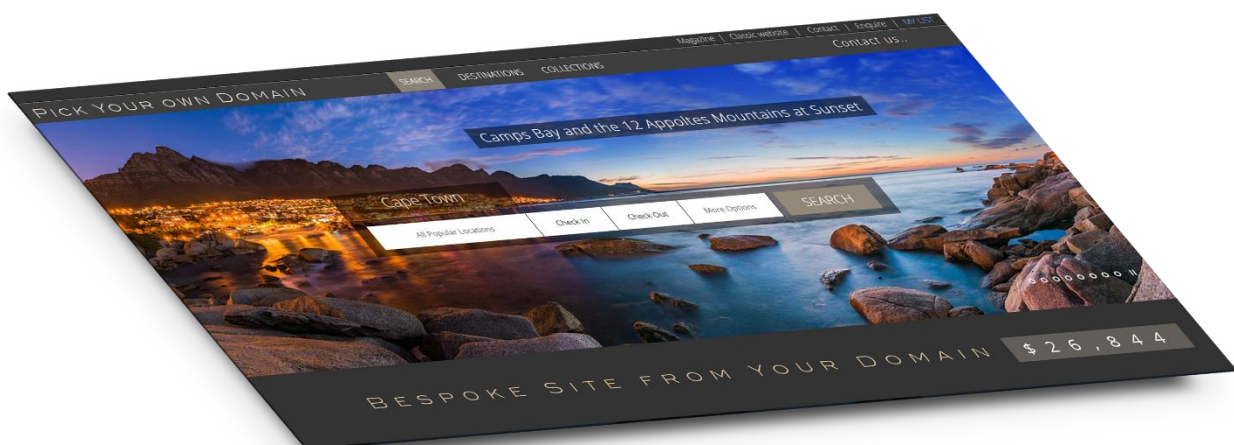 Magazine | Classic website | Contact | Enquire | MY LIST
PICK YOUR OWN DOMAIN
SEARCH DESTINATIONS COLLECTIONS
Contact us..
Camps Bay and the 12 Appoltes Mountains at Sunset
Cape Town
All Popular Locations Check In Check Out More Options SEARCH
BESPOKE SITE FROM YOUR DOMAIN $26,844